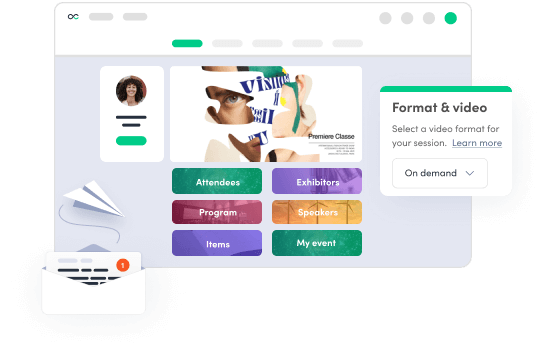 Premiere Classe
Format & video
Select a video format for
your session. Learn more
On demand
Attendees
Exhibitors
Program
Speakers
Items
My event
1